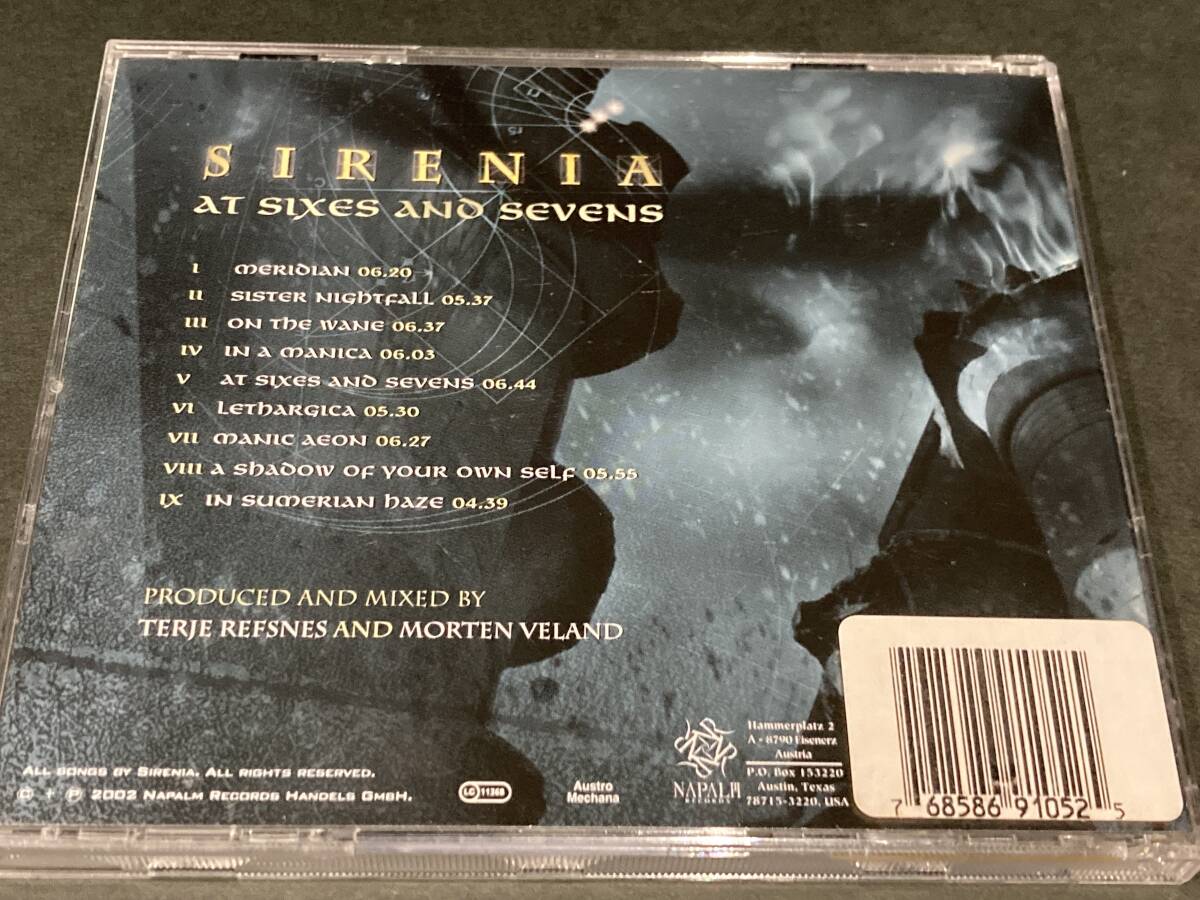 SIRENIA
AT SIXES AND SEVENS
I MERIDIAN 06.20
II SISTER NIGHTFALL 05.37
III ON THE WANE 06.37
IV IN A MANICA 06.03
V AT SIXES AND SEVENS 06.44
VI LETHARGICA 05.30
VII MANIC AEON 06.27
VIII A SHADOW OF YOUR OWN SELF 05.55
IX IN SUMERIAN HAZE 04.39
PRODUCED AND MIXED BY
TERJE REFSNES AND MORTEN VELAND
ALL SONGS BY SIRENIA. ALL RIGHTS RESERVED.
© + ℗ 2002 NAPALM RECORDS HANDELS GMBH.
LC 11368
Austro
Mechana
NAPALM
RECORDS
Hammerplatz 2
A - 8790 Eisenerz
Austria
P.O. Box 153220
Austin, Texas
78715-3220, USA
7 68586 91052 5